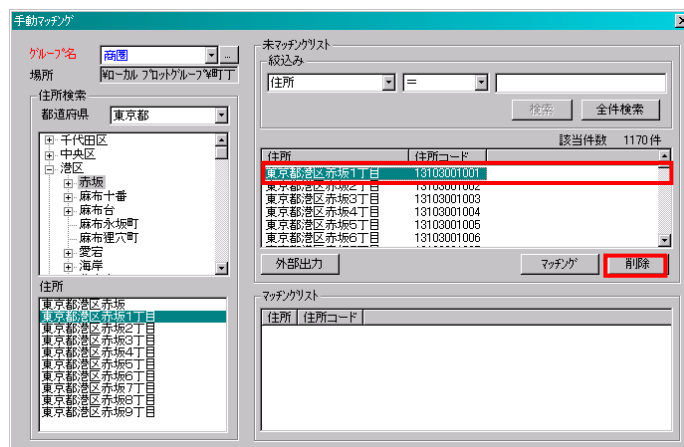 手動マッチング
グループ名
商圏
...
場所
¥ローカル プロットグループ¥町丁
住所検索
都道府県
東京都
千代田区
中央区
港区
赤坂
麻布十番
麻布台
麻布永坂町
麻布狸穴町
愛宕
海岸
住所
東京都港区赤坂
東京都港区赤坂1丁目
東京都港区赤坂2丁目
東京都港区赤坂3丁目
東京都港区赤坂4丁目
東京都港区赤坂5丁目
東京都港区赤坂6丁目
東京都港区赤坂7丁目
東京都港区赤坂8丁目
東京都港区赤坂9丁目
未マッチングリスト
絞込み
住所
=
検索
全件検索
該当件数 1170件
住所 住所コード
東京都港区赤坂1丁目 13103001001
東京都港区赤坂2丁目 13103001002
東京都港区赤坂3丁目 13103001003
東京都港区赤坂4丁目 13103001004
東京都港区赤坂5丁目 13103001005
東京都港区赤坂6丁目 13103001006
外部出力
マッチング
削除
マッチングリスト
住所 住所コード